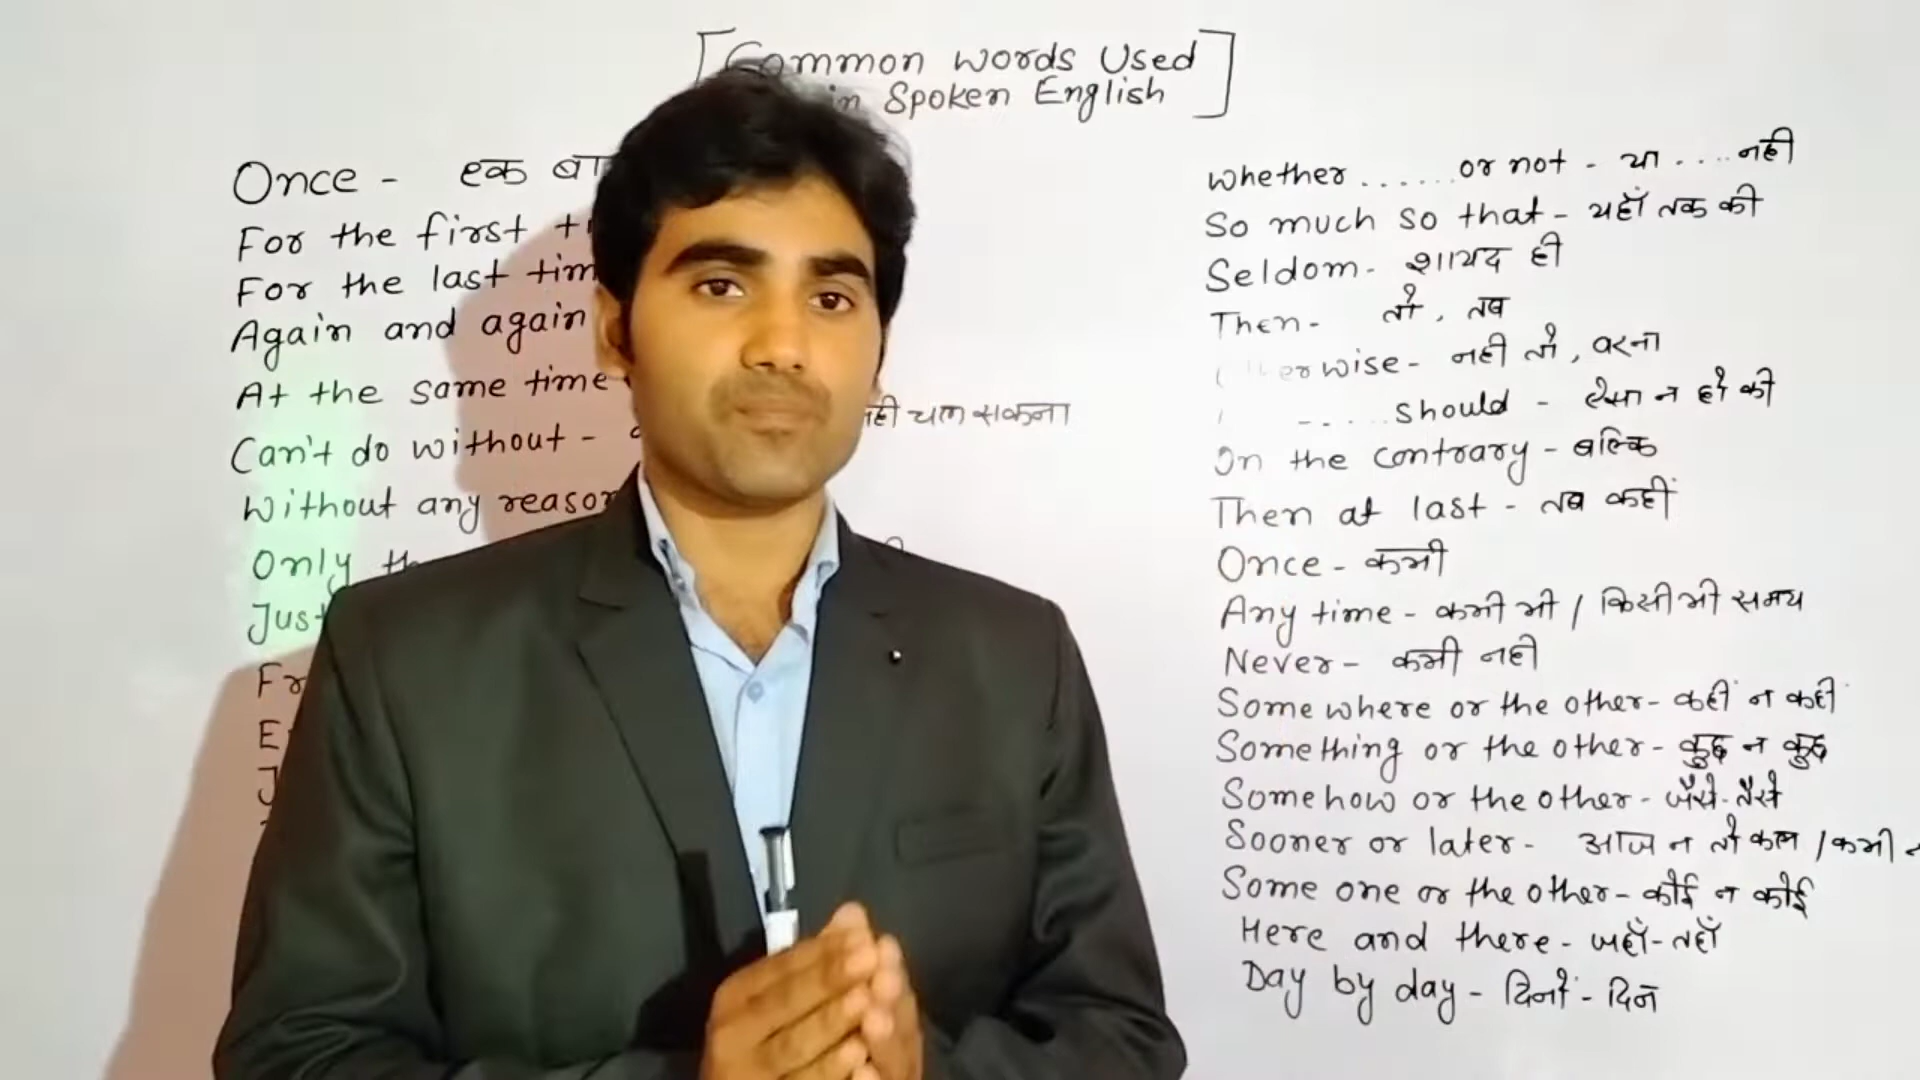 [Common Words Used
in Spoken English]
Once - एक
For the first
For the last
Again and again
At the same time
Can't do without -
चल सकना
Without any
Only
whether ...... or not - या .... नही
So much so that - यहाँ तक की
Seldom - शायद ही
Then - तो, तब
- नही तो, वरना
..... should - ऐसा न हो की
On the contrary - बल्कि
Then at last - तब कहीं
Once - कभी
Any time - कभी भी / किसी भी समय
Never - कभी नही
Some where or the other - कहीं न कहीं
Something or the other - कुछ न कुछ
Some how or the other - जैसे-तैसे
Sooner or later - आज न तो कल / कभी
Some one or the other - कोई न कोई
Here and there - जहाँ-तहाँ
Day by day - दिनों-दिन